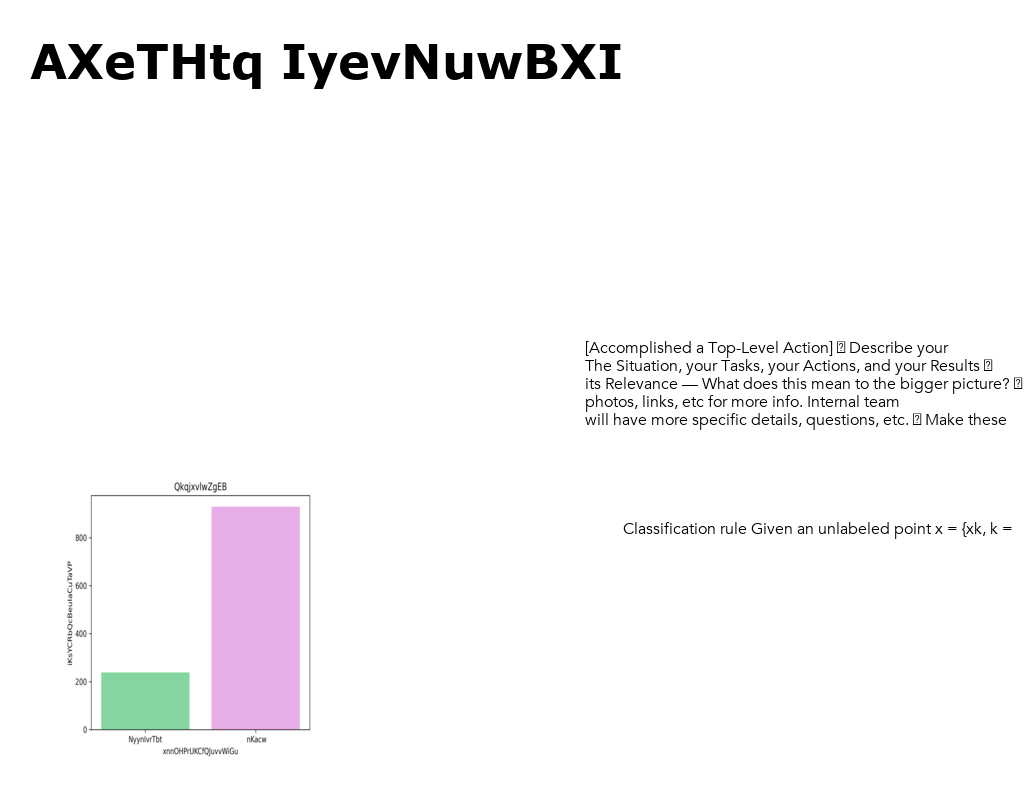 AXeTHtq IyevNuwBXI
[Accomplished a Top-Level Action] ⍰ Describe your
The Situation, your Tasks, your Actions, and your Results ⍰
its Relevance — What does this mean to the bigger picture? ⍰
photos, links, etc for more info. Internal team
will have more specific details, questions, etc. ⍰ Make these
QkqjxvlwZgEB
800
600
400
200
0
iKsYCRbQcBeulaCuTaVP
NyynlvrTbt nKacw
xnnOHPrUKCfQJuvvWiGu
Classification rule Given an unlabeled point x = {xk, k =